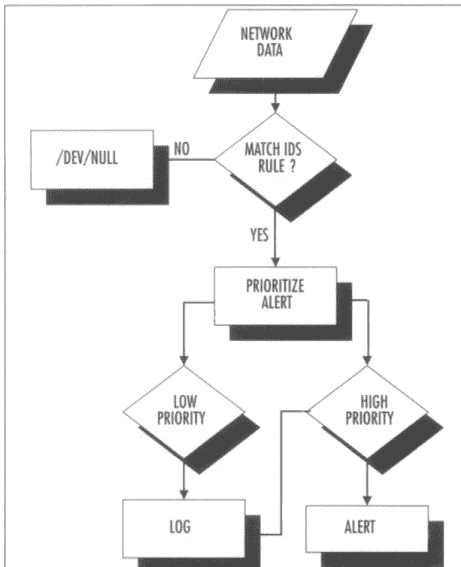 NETWORK
DATA
/DEV/NULL
NO
MATCH IDS
RULE ?
YES
PRIORITIZE
ALERT
LOW
PRIORITY
HIGH
PRIORITY
LOG
ALERT